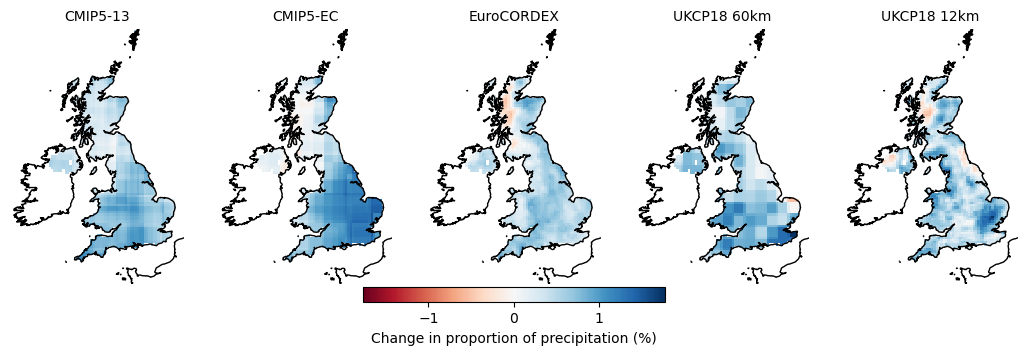 CMIP5-13
CMIP5-EC
EuroCORDEX
UKCP18 60km
UKCP18 12km
−1
0
1
Change in proportion of precipitation (%)